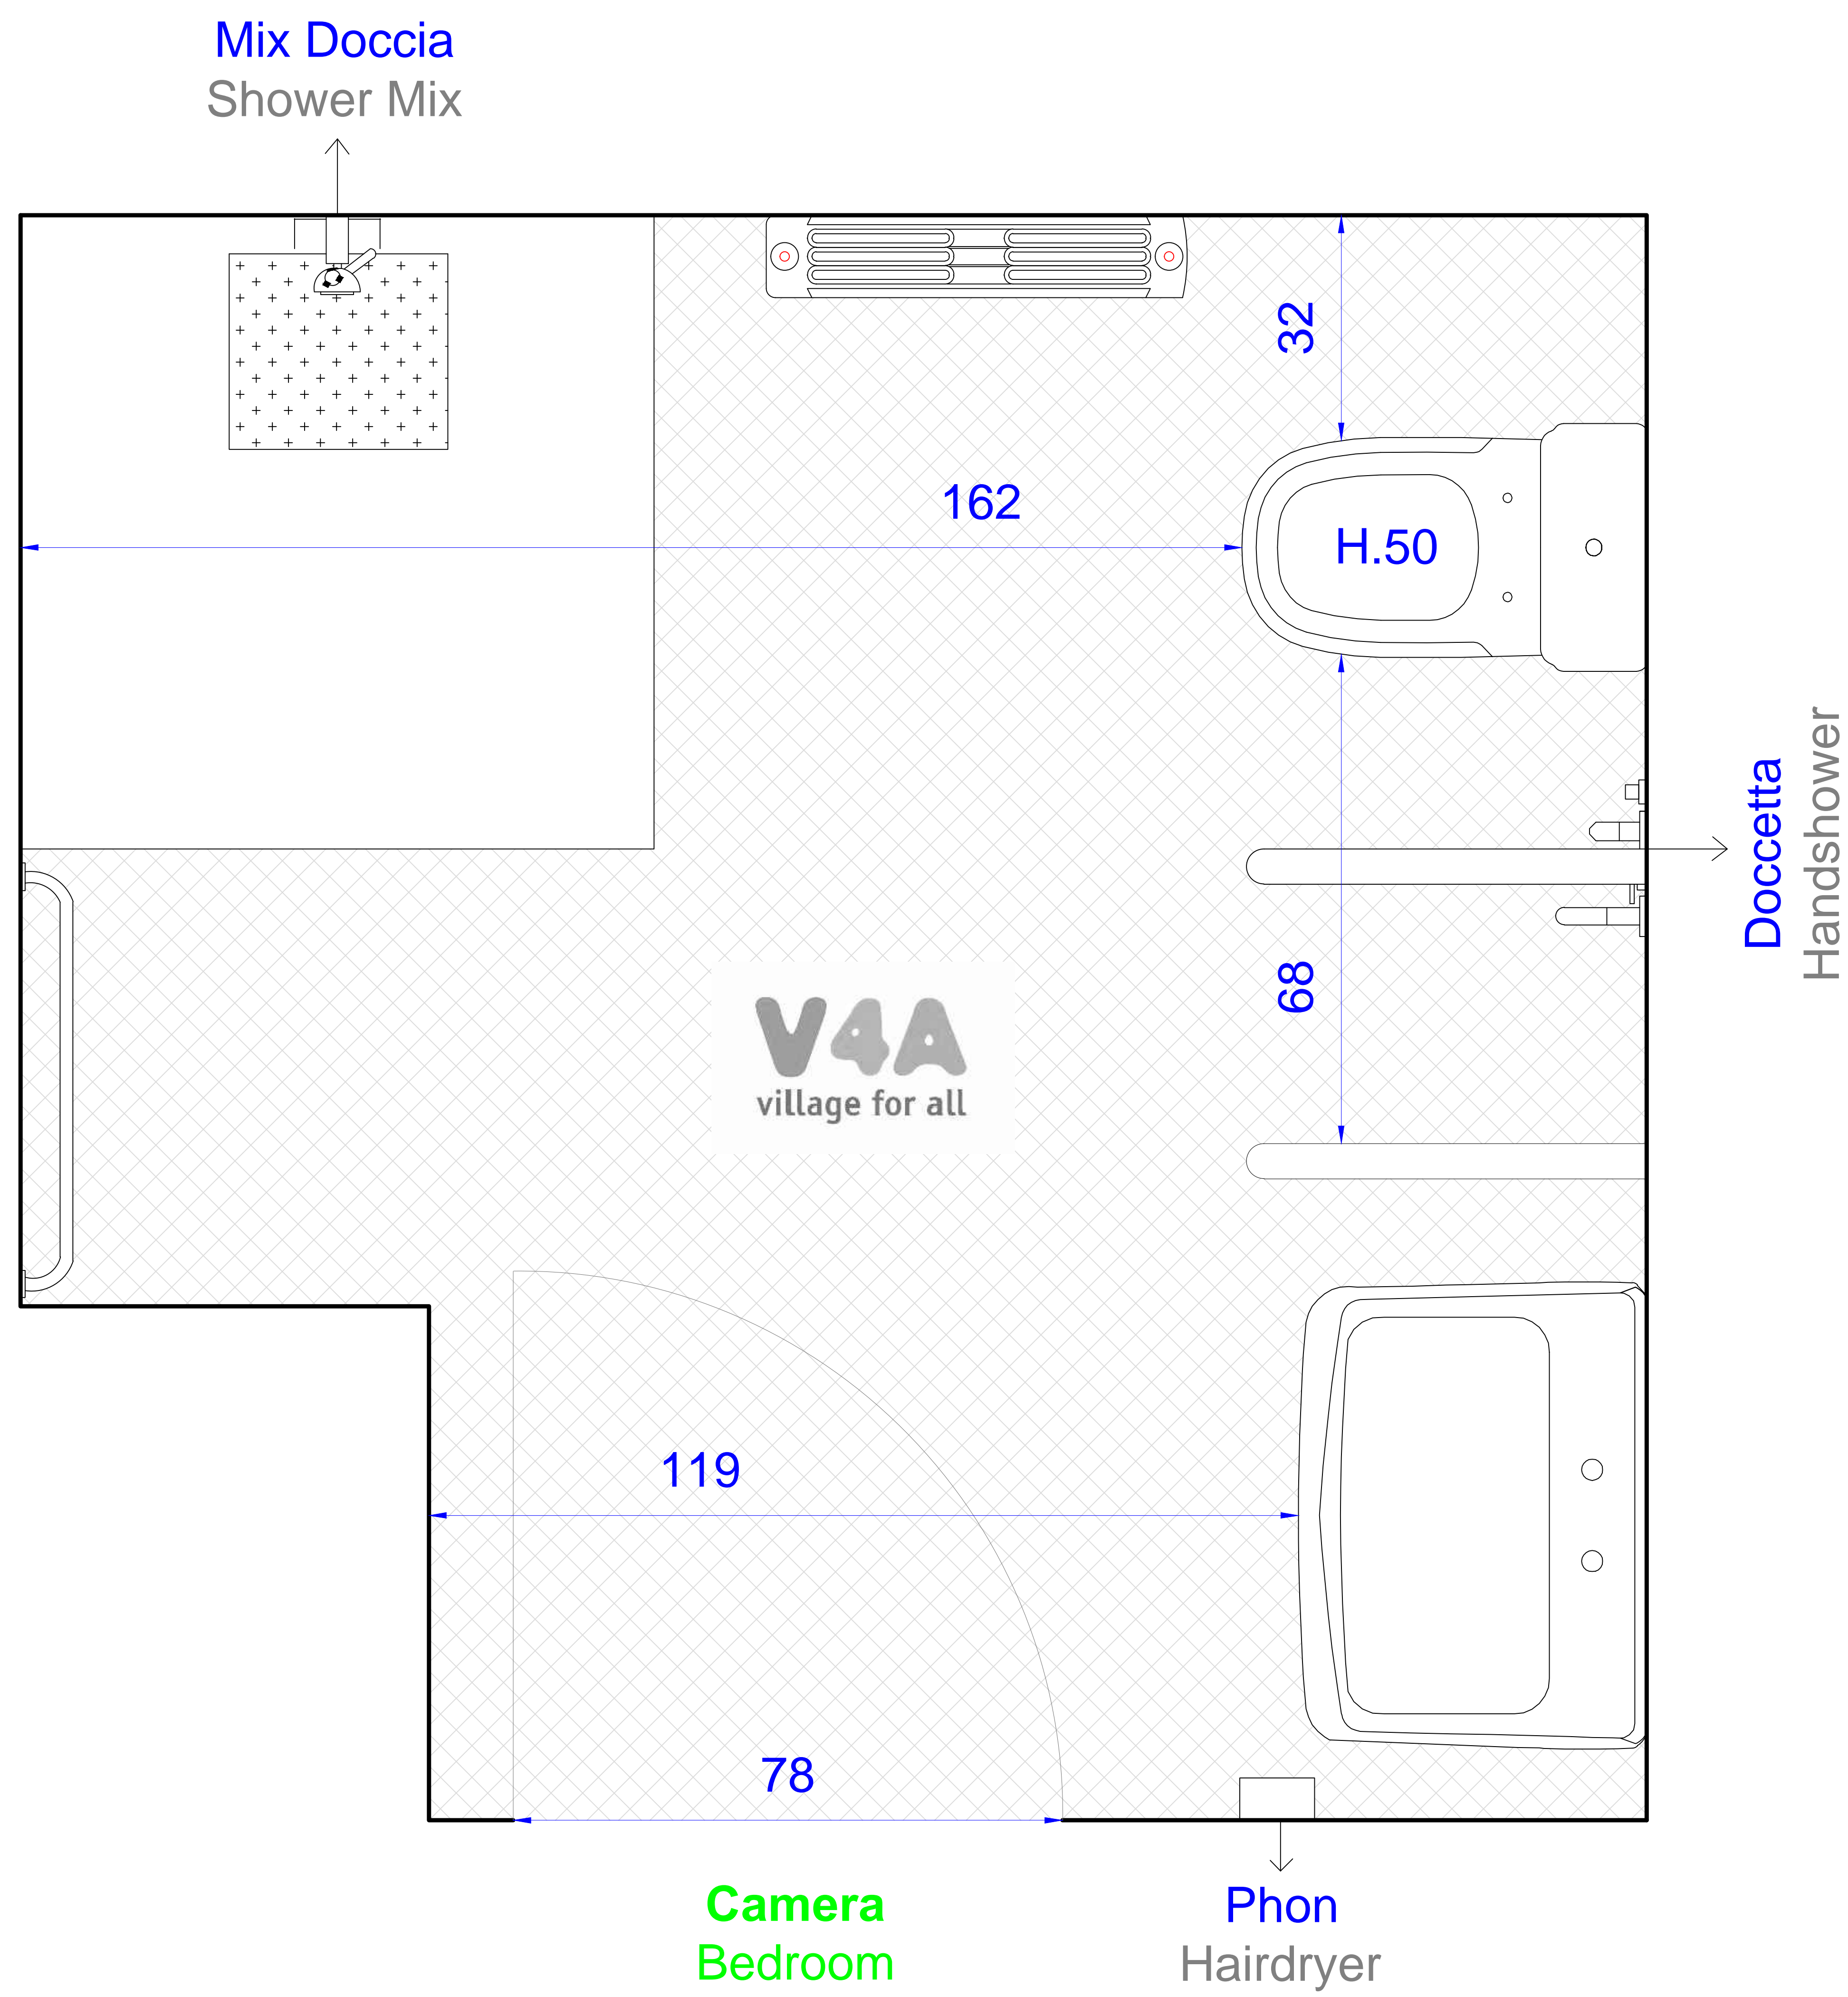 Mix Doccia
Shower Mix
32
162
H.50
Doccetta
Handshower
68
V4A
village for all
119
78
Camera
Bedroom
Phon
Hairdryer